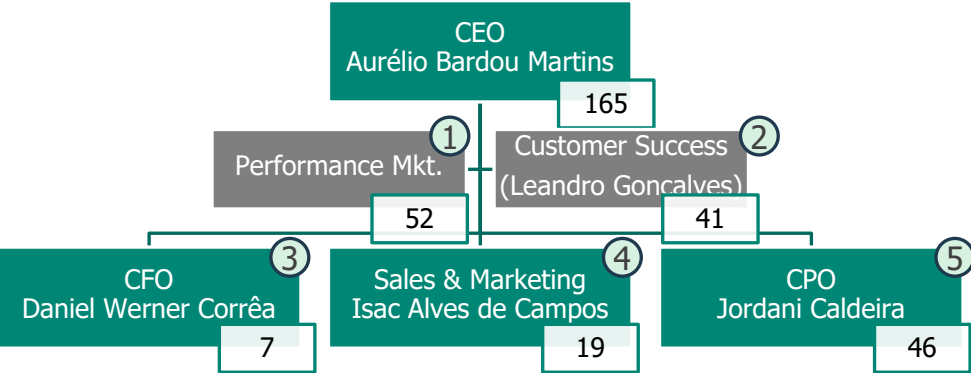 CEO
Aurélio Bardou Martins
165
1
Performance Mkt.
52
2
Customer Success
(Leandro Gonçalves)
41
3
CFO
Daniel Werner Corrêa
7
4
Sales & Marketing
Isac Alves de Campos
19
5
CPO
Jordani Caldeira
46